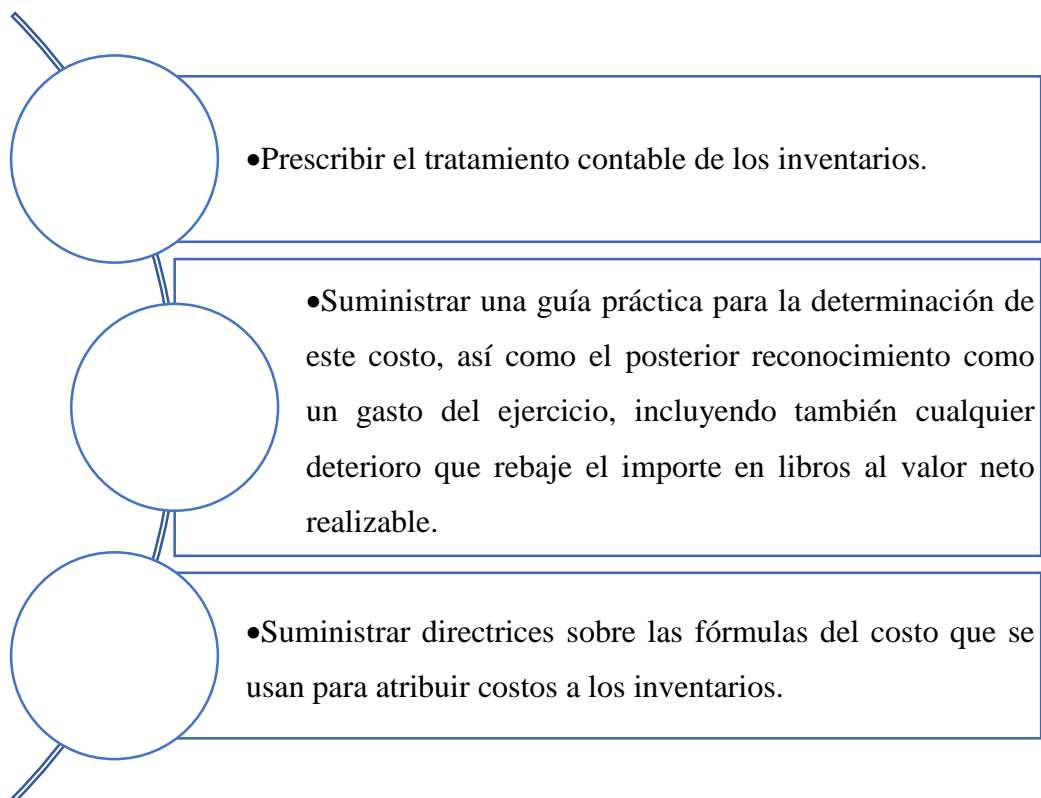 •Prescribir el tratamiento contable de los inventarios.
•Suministrar una guía práctica para la determinación de
este costo, así como el posterior reconocimiento como
un gasto del ejercicio, incluyendo también cualquier
deterioro que rebaje el importe en libros al valor neto
realizable.
•Suministrar directrices sobre las fórmulas del costo que se
usan para atribuir costos a los inventarios.